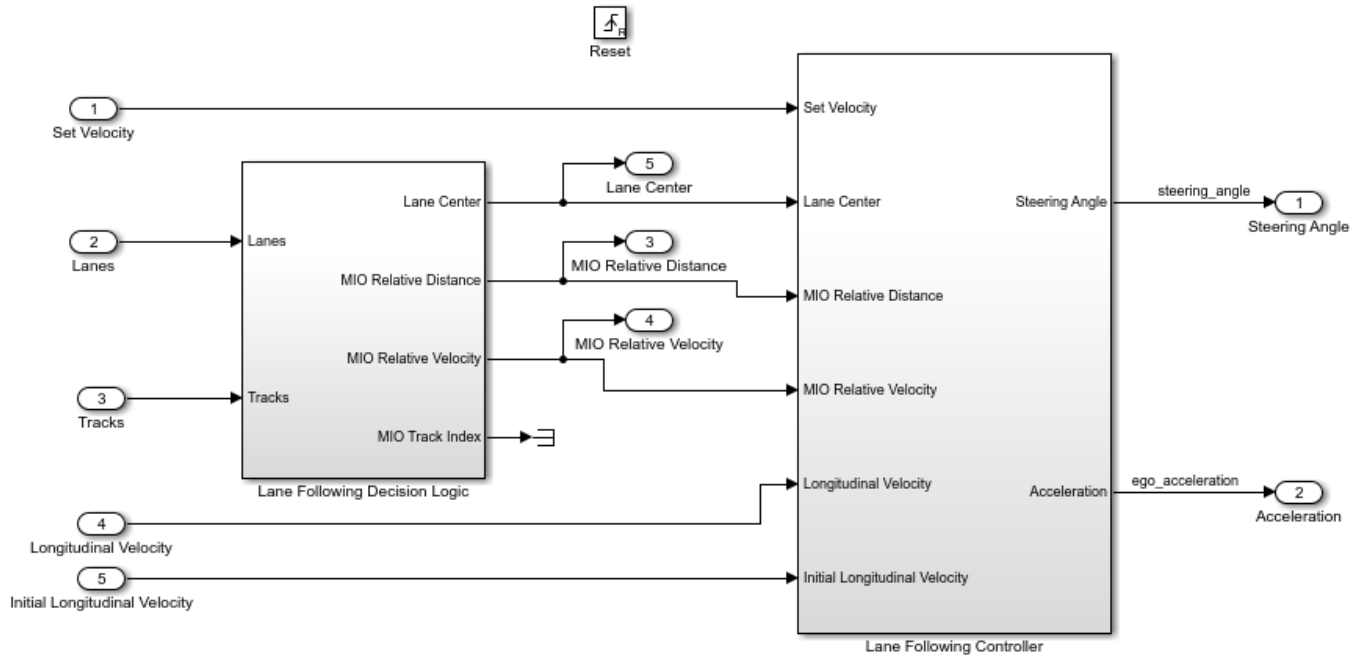 R
Reset
1
Set Velocity
Set Velocity
5
Lane Center
Lane Center
Lane Center
Steering Angle
steering_angle
1
Steering Angle
2
Lanes
Lanes
MIO Relative Distance
3
MIO Relative Distance
MIO Relative Distance
MIO Relative Velocity
4
MIO Relative Velocity
MIO Relative Velocity
3
Tracks
Tracks
MIO Track Index
Lane Following Decision Logic
4
Longitudinal Velocity
Longitudinal Velocity
Acceleration
ego_acceleration
2
Acceleration
5
Initial Longitudinal Velocity
Initial Longitudinal Velocity
Lane Following Controller